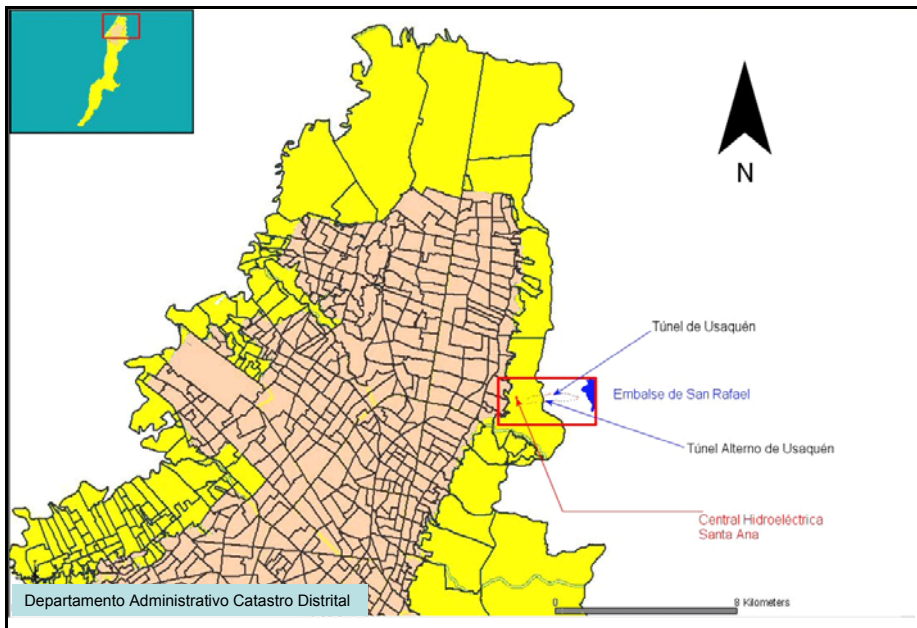 N
Túnel de Usaquén
Embalse de San Rafael
Túnel Alterno de Usaquén
Central Hidroeléctrica
Santa Ana
Departamento Administrativo Catastro Distrital
0 8 Kilometers